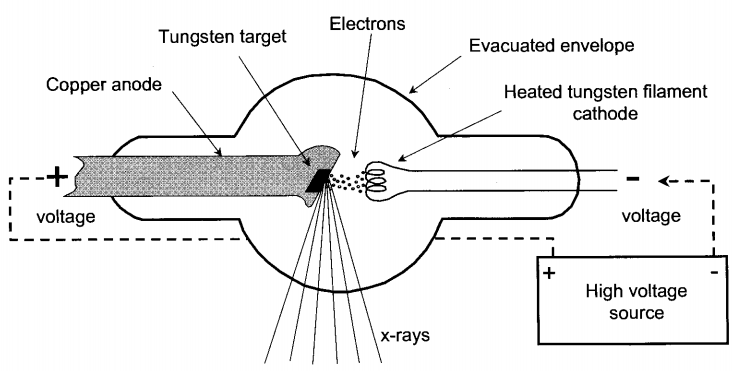 Electrons
Tungsten target
Evacuated envelope
Copper anode
Heated tungsten filament
cathode
+
-
voltage
voltage
+
-
High voltage
source
x-rays